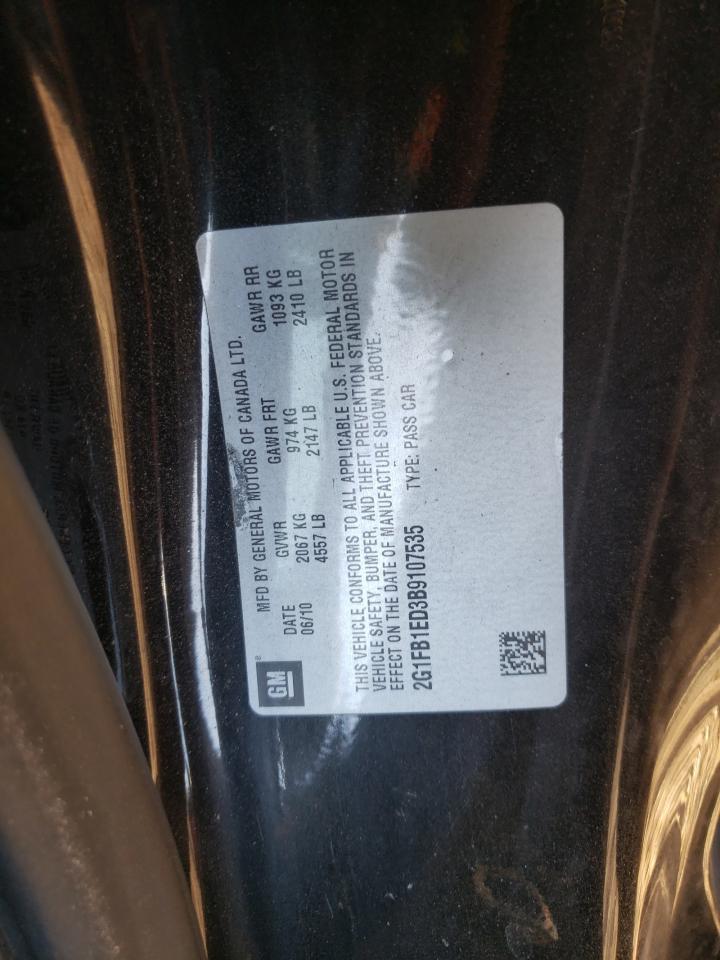 GM®
MFD BY GENERAL MOTORS OF CANADA LTD.
DATE GVWR GAWR FRT GAWR RR
06/10 2067 KG 974 KG 1093 KG
4557 LB 2147 LB 2410 LB
THIS VEHICLE CONFORMS TO ALL APPLICABLE U.S. FEDERAL MOTOR
VEHICLE SAFETY, BUMPER, AND THEFT PREVENTION STANDARDS IN
EFFECT ON THE DATE OF MANUFACTURE SHOWN ABOVE.
2G1FB1ED3B9107535 TYPE: PASS CAR